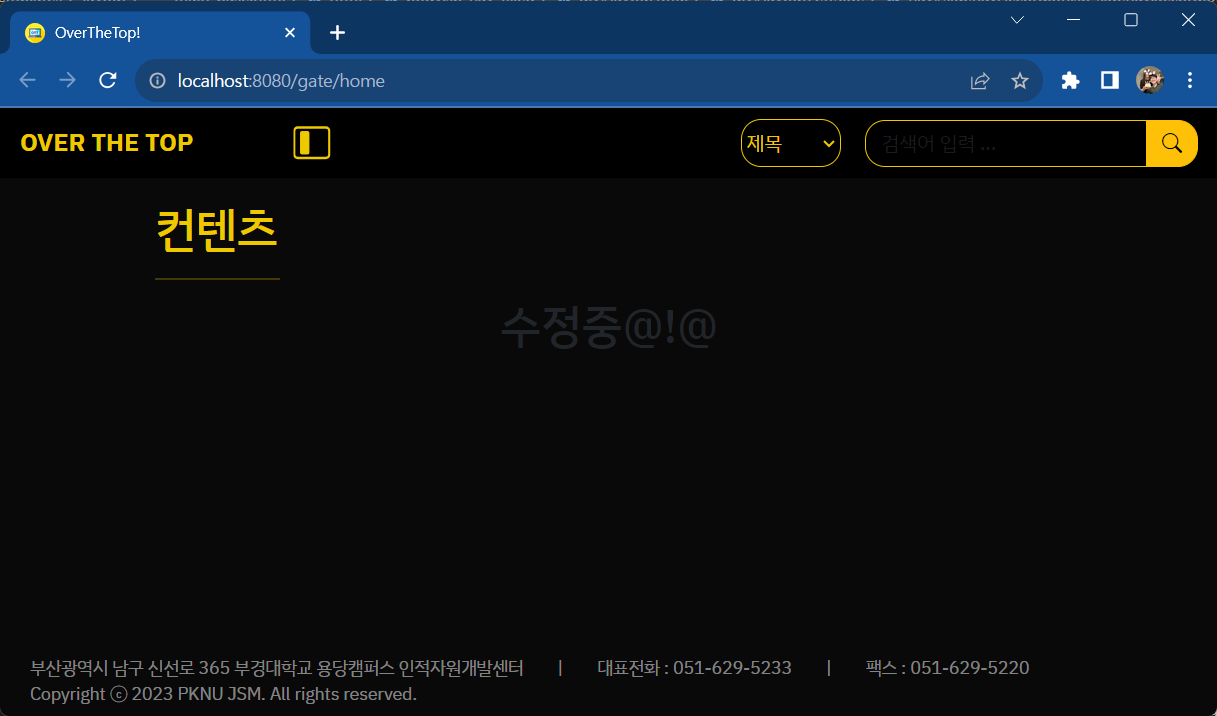 OverTheTop!
localhost:8080/gate/home
OVER THE TOP
제목
검색어 입력 ...
컨텐츠
수정중@!@
부산광역시 남구 신선로 365 부경대학교 용당캠퍼스 인적자원개발센터 | 대표전화 : 051-629-5233 | 팩스 : 051-629-5220
Copyright ⓒ 2023 PKNU JSM. All rights reserved.